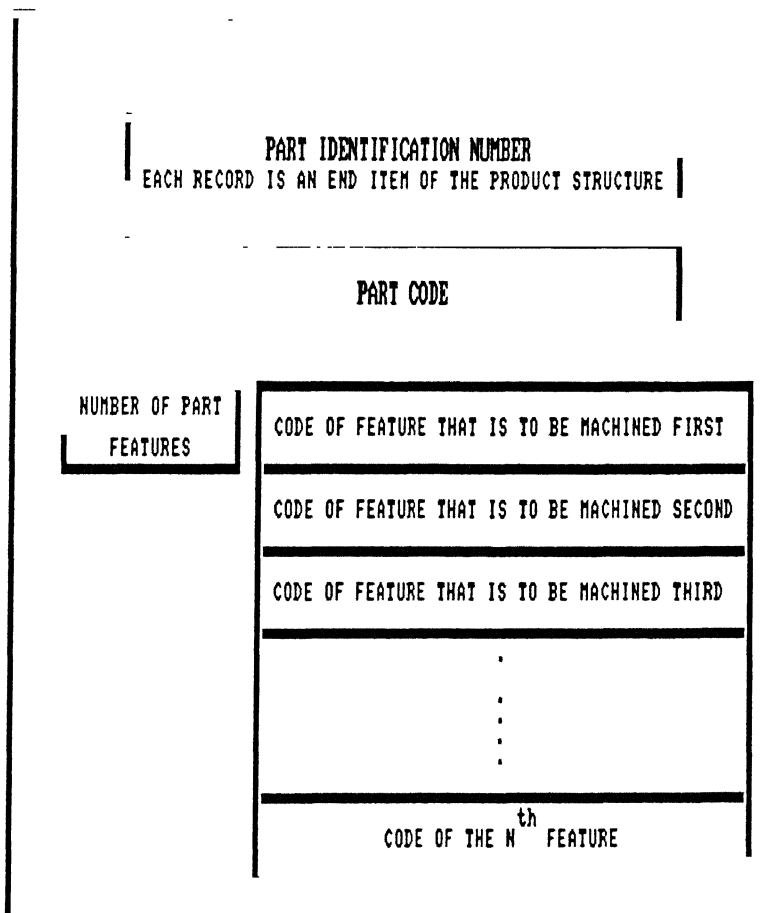 PART IDENTIFICATION NUMBER
EACH RECORD IS AN END ITEM OF THE PRODUCT STRUCTURE
PART CODE
NUMBER OF PART
FEATURES
CODE OF FEATURE THAT IS TO BE MACHINED FIRST
CODE OF FEATURE THAT IS TO BE MACHINED SECOND
CODE OF FEATURE THAT IS TO BE MACHINED THIRD
CODE OF THE Nth FEATURE